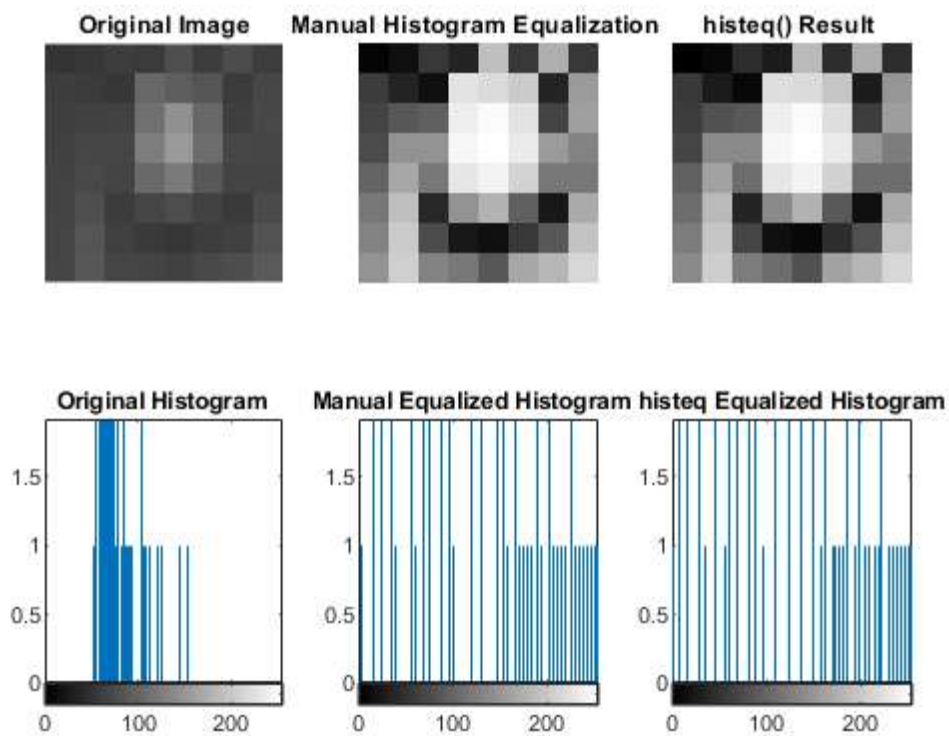 Original Image Manual Histogram Equalization histeq() Result
Original Histogram Manual Equalized Histogram histeq Equalized Histogram
1.5 1.5 1.5
1 1 1
0.5 0.5 0.5
0 0 0
0 100 200 0 100 200 0 100 200